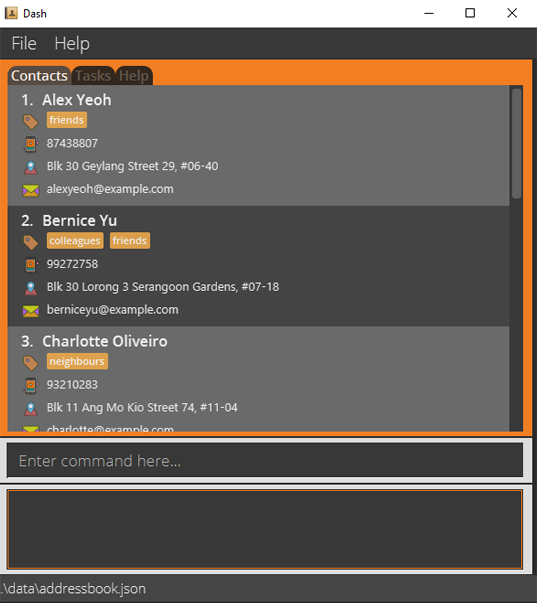 Dash
File Help
Contacts Tasks Help
1. Alex Yeoh
friends
87438807
Blk 30 Geylang Street 29, #06-40
alexyeoh@example.com
2. Bernice Yu
colleagues friends
99272758
Blk 30 Lorong 3 Serangoon Gardens, #07-18
berniceyu@example.com
3. Charlotte Oliveiro
neighbours
93210283
Blk 11 Ang Mo Kio Street 74, #11-04
charlotte@example.com
Enter command here...
.\data\addressbook.json